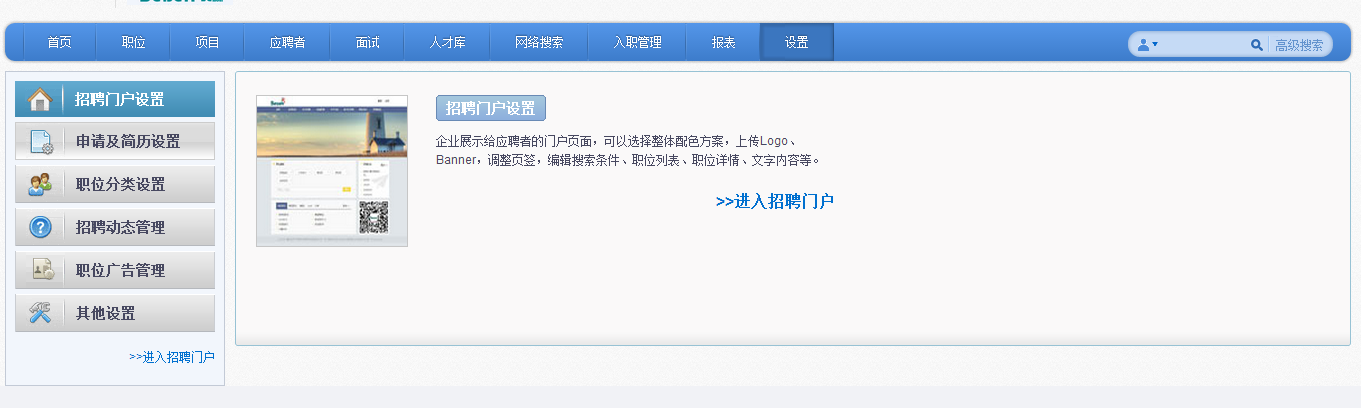 首页 职位 项目 应聘者 面试 人才库 网络搜索 入职管理 报表 设置 高级搜索
招聘门户设置
申请及简历设置
职位分类设置
招聘动态管理
职位广告管理
其他设置
>>进入招聘门户
招聘门户设置
企业展示给应聘者的门户页面，可以选择整体配色方案，上传Logo、
Banner，调整页签，编辑搜索条件、职位列表、职位详情、文字内容等。
>>进入招聘门户